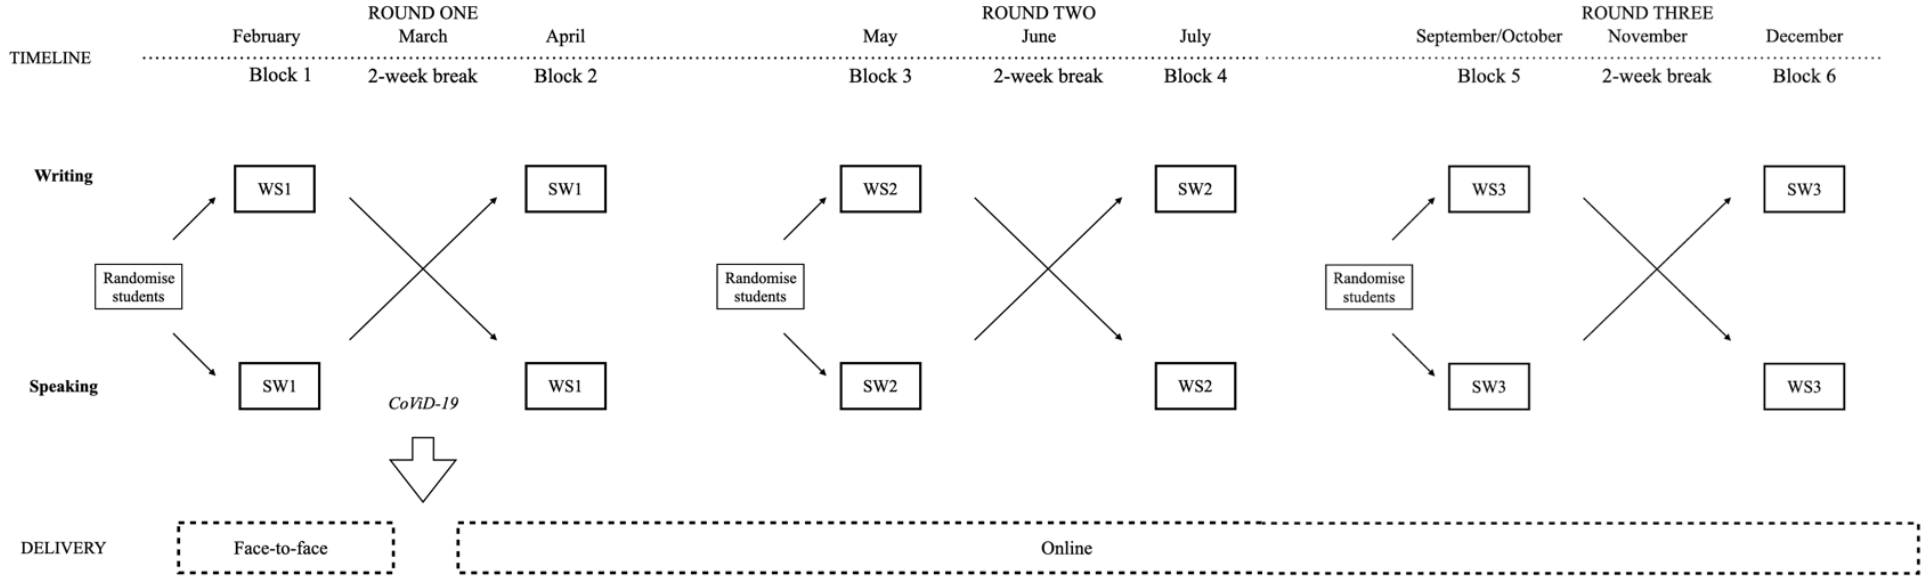 ROUND ONE
ROUND TWO
ROUND THREE
February
March
April
May
June
July
September/October
November
December
TIMELINE
Block 1
2-week break
Block 2
Block 3
2-week break
Block 4
Block 5
2-week break
Block 6
Writing
WS1
SW1
WS2
SW2
WS3
SW3
Randomise
students
Randomise
students
Randomise
students
Speaking
SW1
WS1
SW2
WS2
SW3
WS3
CoViD-19
DELIVERY
Face-to-face
Online